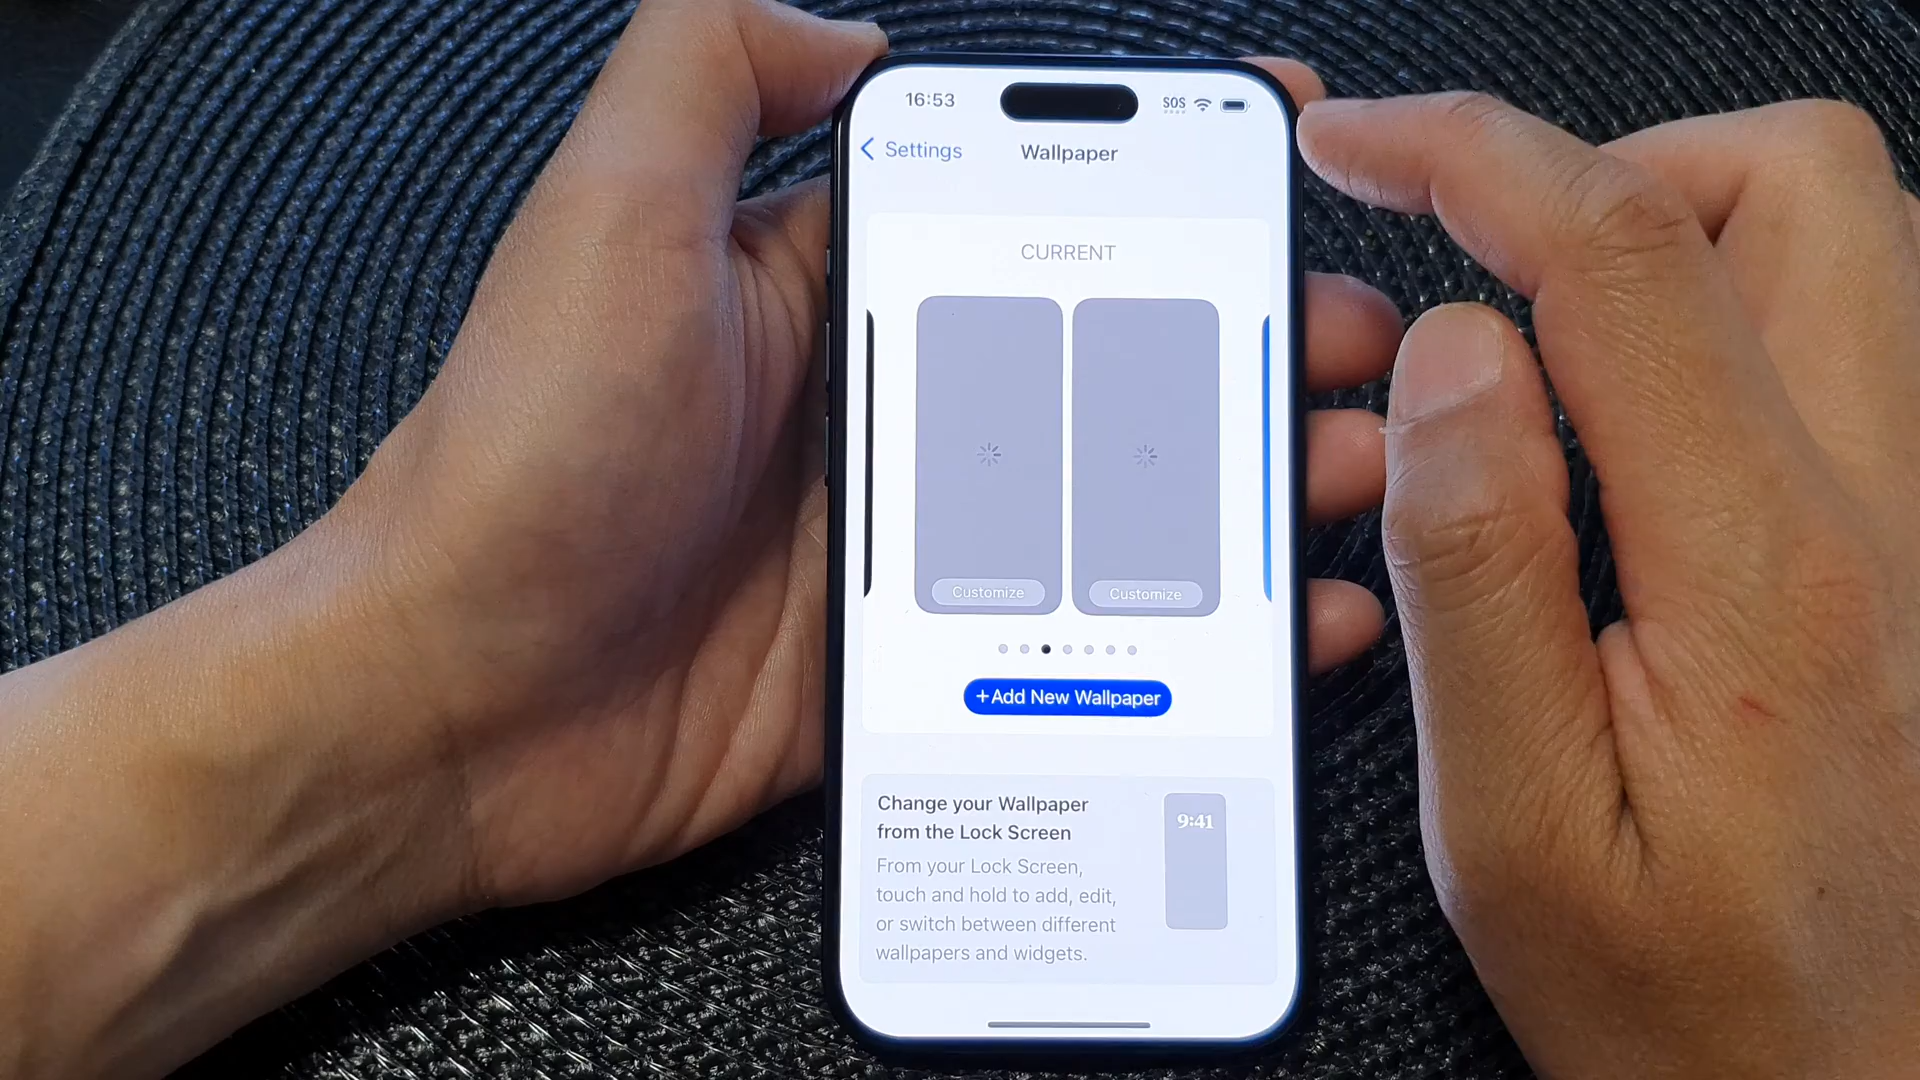 16:53
SOS
Settings
Wallpaper
CURRENT
Customize
Customize
+Add New Wallpaper
Change your Wallpaper
from the Lock Screen
From your Lock Screen,
touch and hold to add, edit,
or switch between different
wallpapers and widgets.
9:41